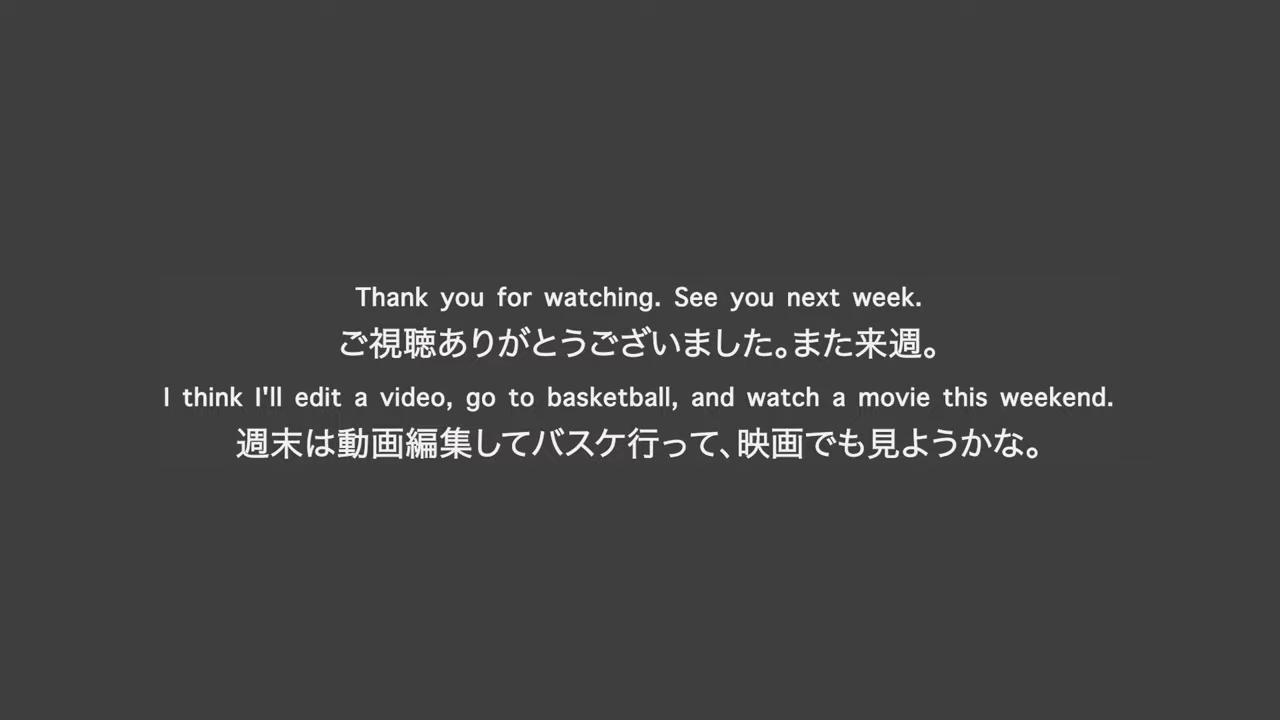 Thank you for watching. See you next week.
ご視聴ありがとうございました。また来週。
I think I'll edit a video, go to basketball, and watch a movie this weekend.
週末は動画編集してバスケ行って、映画でも見ようかな。